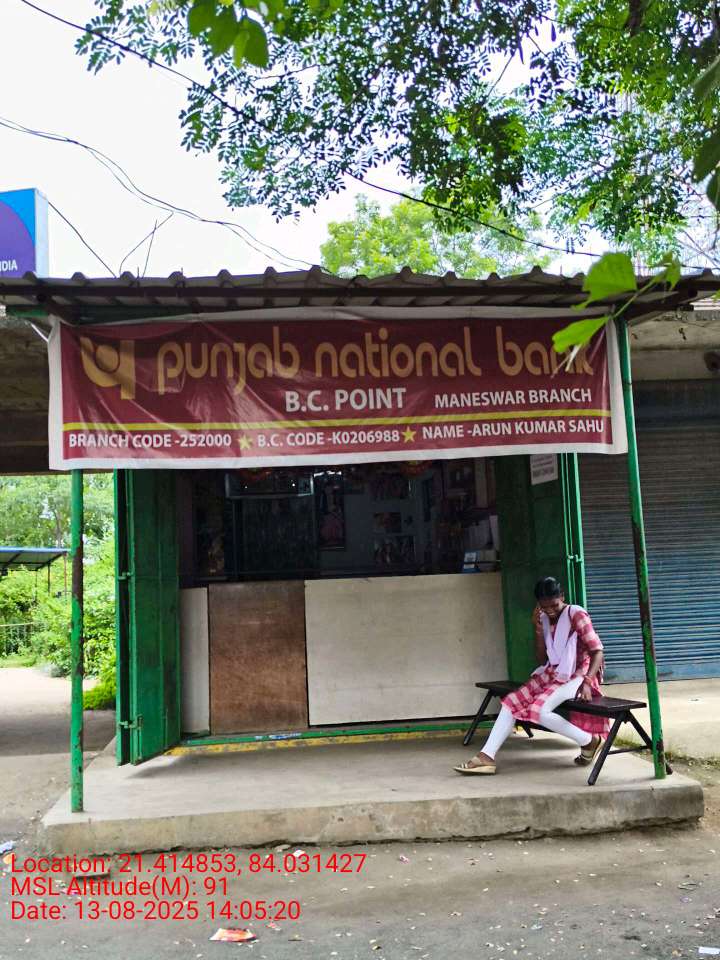 NDIA
punjab national bank
B.C. POINT MANESWAR BRANCH
BRANCH CODE -252000 ★ B.C. CODE -K0206988 ★ NAME -ARUN KUMAR SAHU
Location: 21.414853, 84.031427
MSL Altitude(M): 91
Date: 13-08-2025 14:05:20